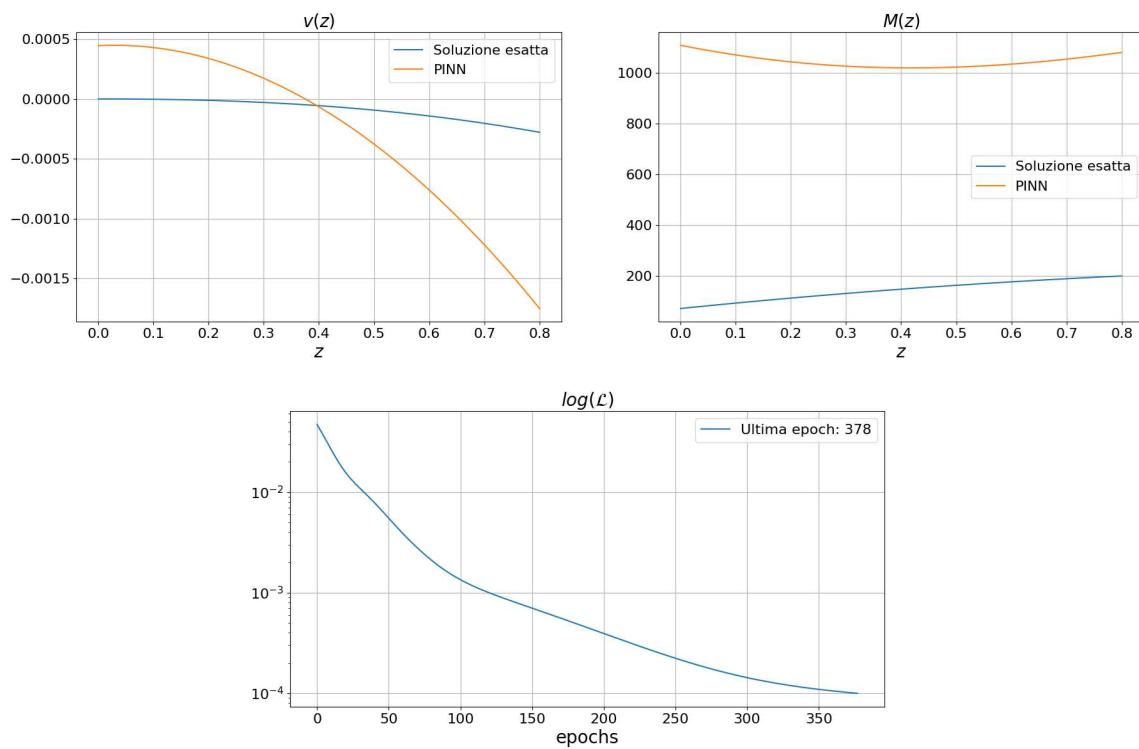 v(z)
0.0005
0.0000
−0.0005
−0.0010
−0.0015
Soluzione esatta
PINN
0.0 0.1 0.2 0.3 0.4 0.5 0.6 0.7 0.8
z
M(z)
1000
800
600
400
200
Soluzione esatta
PINN
0.0 0.1 0.2 0.3 0.4 0.5 0.6 0.7 0.8
z
log(ℒ)
Ultima epoch: 378
10⁻²
10⁻³
10⁻⁴
0 50 100 150 200 250 300 350
epochs